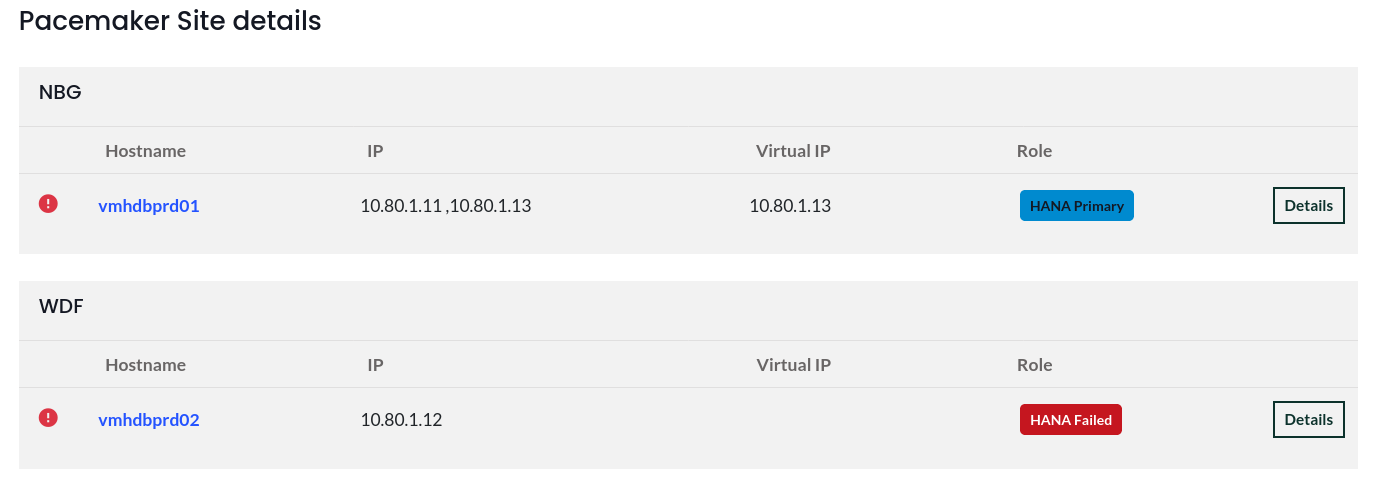 Pacemaker Site details
NBG
Hostname IP Virtual IP Role
vmhdbprd01 10.80.1.11 ,10.80.1.13 10.80.1.13 HANA Primary Details
WDF
Hostname IP Virtual IP Role
vmhdbprd02 10.80.1.12 HANA Failed Details